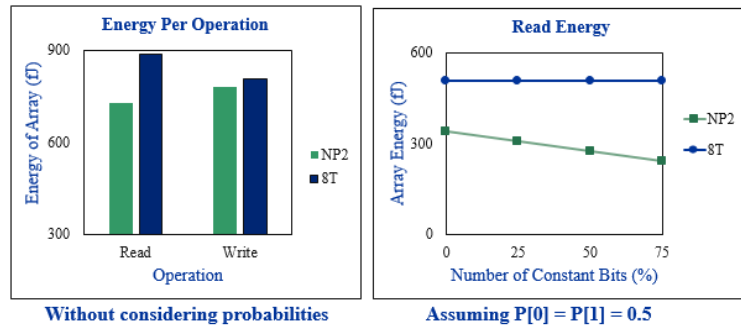 Energy Per Operation
Energy of Array (fJ)
900
600
300
Read
Write
Operation
NP2
8T
Without considering probabilities
Read Energy
Array Energy (fJ)
600
300
0
0
25
50
75
Number of Constant Bits (%)
NP2
8T
Assuming P[0] = P[1] = 0.5